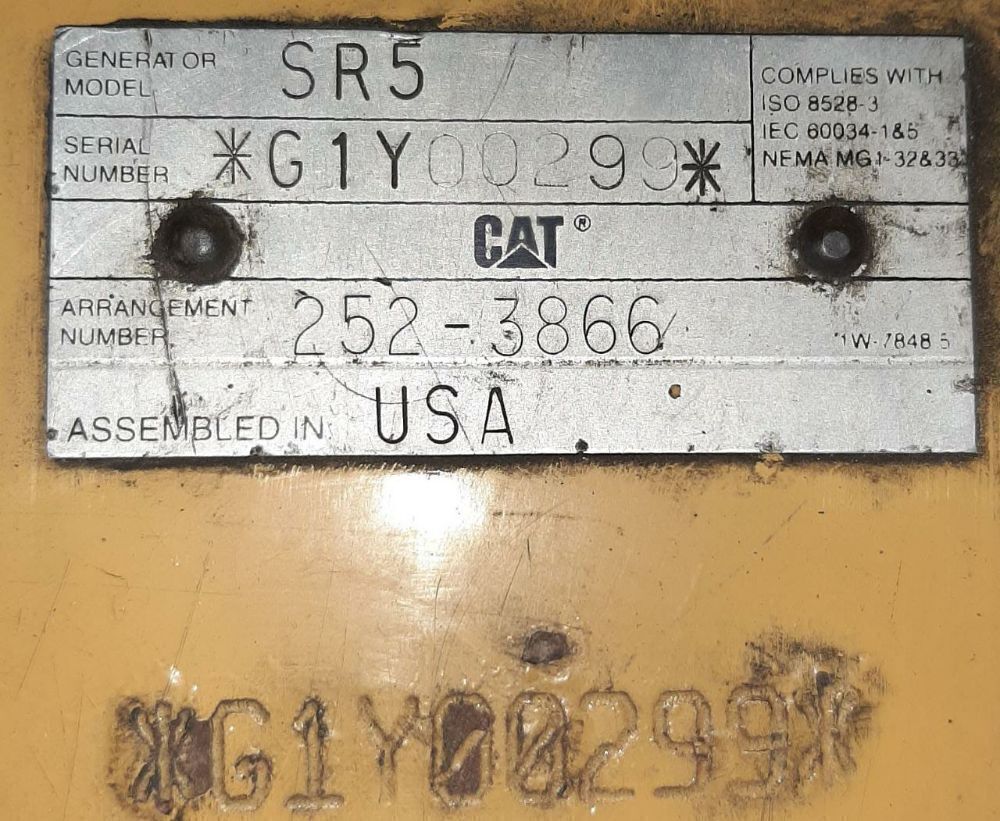 GENERATOR MODEL SR5
COMPLIES WITH
ISO 8528-3
IEC 60034-1&5
NEMA MG1-32&33
SERIAL NUMBER *G1Y00299*
CAT®
ARRANGEMENT NUMBER 252-3866
1W-7848 5
ASSEMBLED IN USA
*G1Y00299*